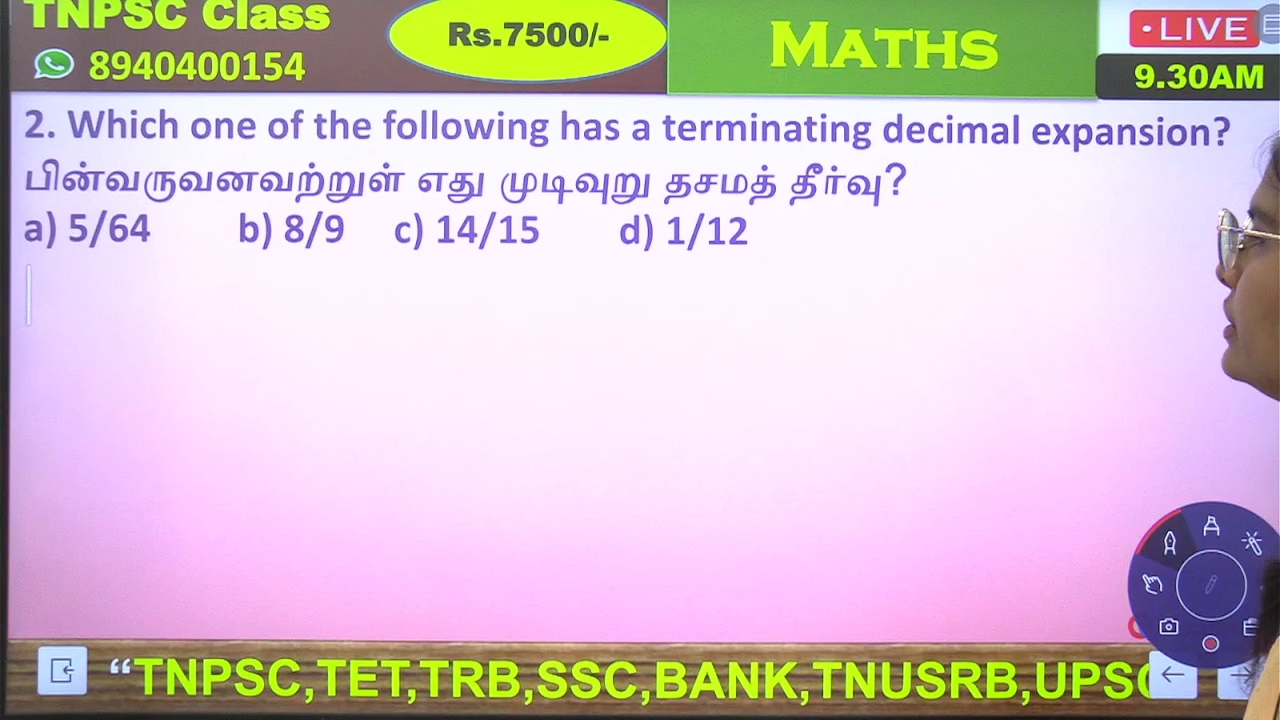 TNPSC Class
8940400154
Rs.7500/-
MATHS
•LIVE
9.30AM
2. Which one of the following has a terminating decimal expansion?
பின்வருவனவற்றுள் எது முடிவுறு தசமத் தீர்வு?
a) 5/64 b) 8/9 c) 14/15 d) 1/12
“TNPSC,TET,TRB,SSC,BANK,TNUSRB,UPSC